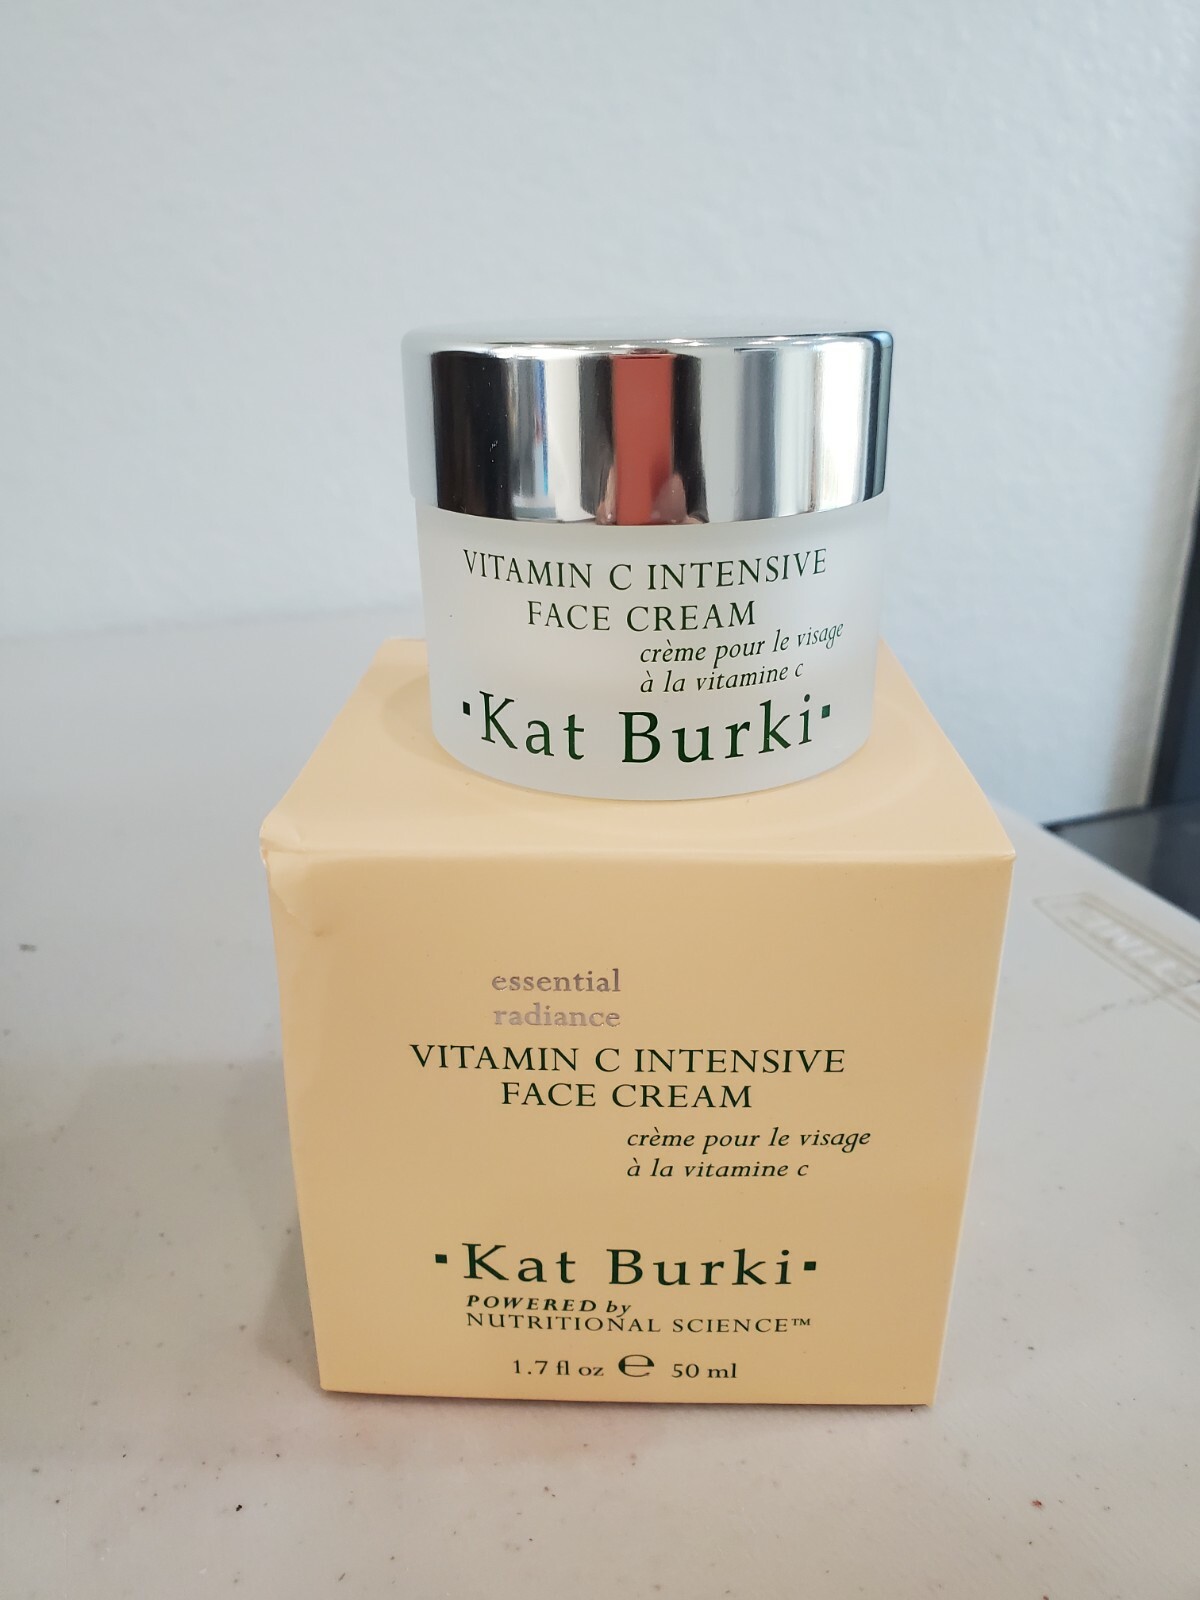 VITAMIN C INTENSIVE
FACE CREAM
crème pour le visage
à la vitamine c
·Kat Burki·
essential
radiance
VITAMIN C INTENSIVE
FACE CREAM
crème pour le visage
à la vitamine c
·Kat Burki·
POWERED by
NUTRITIONAL SCIENCE™
1.7 fl oz ℮ 50 ml